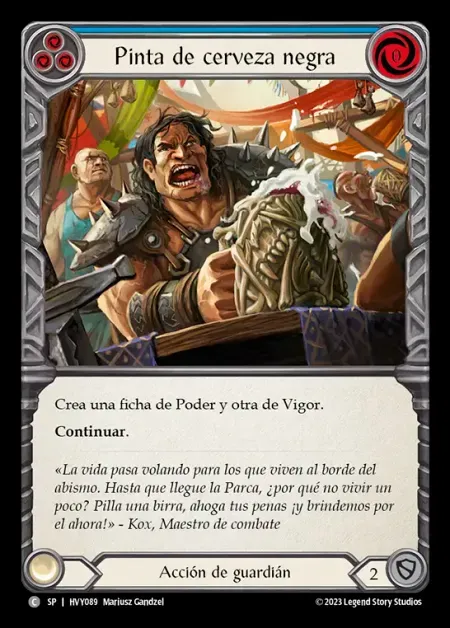 Pinta de cerveza negra
0
Crea una ficha de Poder y otra de Vigor.
Continuar.
«La vida pasa volando para los que viven al borde del
abismo. Hasta que llegue la Parca, ¿por qué no vivir un
poco? Pilla una birra, ahoga tus penas ¡y brindemos por
el ahora!» - Kox, Maestro de combate
Acción de guardián
2
C SP | HVY089 Mariusz Gandzel
© 2023 Legend Story Studios